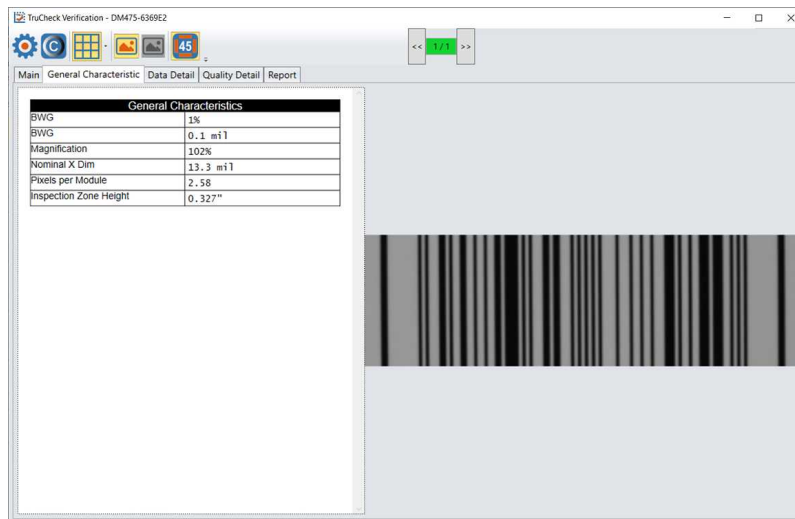 TruCheck Verification - DM475-6369E2
C
45
<< 1/1 >>
Main General Characteristic Data Detail Quality Detail Report
General Characteristics
BWG 1%
BWG 0.1 mil
Magnification 102%
Nominal X Dim 13.3 mil
Pixels per Module 2.58
Inspection Zone Height 0.327"